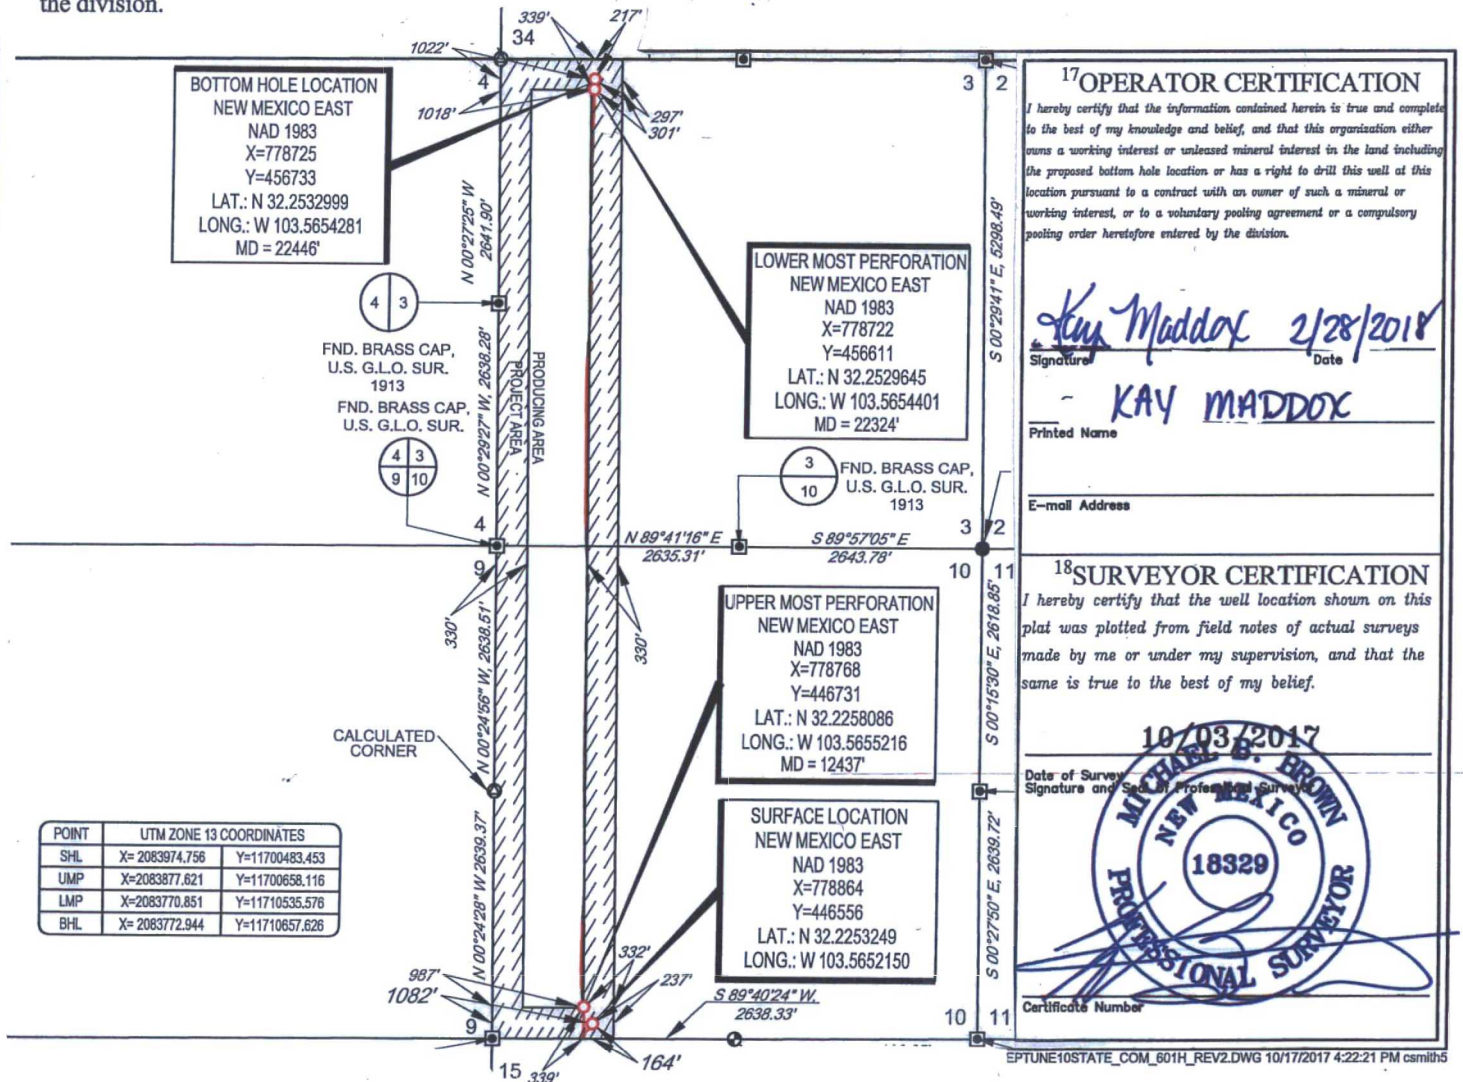 the division.
339'
217'
34
1022'
4
1018'
297'
301'
3 2
BOTTOM HOLE LOCATION
NEW MEXICO EAST
NAD 1983
X=778725
Y=456733
LAT.: N 32.2532999
LONG.: W 103.5654281
MD = 22446'
N 00°27'25" W
2641.90'
4 3
FND. BRASS CAP,
U.S. G.L.O. SUR.
1913
FND. BRASS CAP,
U.S. G.L.O. SUR.
4 3
9 10
N 00°29'27" W, 2638.28'
PROJECT AREA
PRODUCING AREA
LOWER MOST PERFORATION
NEW MEXICO EAST
NAD 1983
X=778722
Y=456611
LAT.: N 32.2529645
LONG.: W 103.5654401
MD = 22324'
S 00°29'41" E, 5298.49'
3
10
FND. BRASS CAP,
U.S. G.L.O. SUR.
1913
4
9
N 89°41'16" E
2635.31'
S 89°57'05" E
2643.78'
3 2
10 11
330'
330'
N 00°24'56" W, 2638.51'
UPPER MOST PERFORATION
NEW MEXICO EAST
NAD 1983
X=778768
Y=446731
LAT.: N 32.2258086
LONG.: W 103.5655216
MD = 12437'
S 00°15'30" E, 2618.85'
CALCULATED
CORNER
SURFACE LOCATION
NEW MEXICO EAST
NAD 1983
X=778864
Y=446556
LAT.: N 32.2253249
LONG.: W 103.5652150
POINT UTM ZONE 13 COORDINATES
SHL X= 2083974.756 Y=11700483.453
UMP X=2083877.621 Y=11700658.116
LMP X=2083770.851 Y=11710535.576
BHL X= 2083772.944 Y=11710657.626
N 00°24'28" W 2639.37'
S 00°27'50" E, 2639.72'
987'
1082'
332'
237'
S 89°40'24" W.
2638.33'
9
15
339'
164'
10 11
17 OPERATOR CERTIFICATION
I hereby certify that the information contained herein is true and complete
to the best of my knowledge and belief, and that this organization either
owns a working interest or unleased mineral interest in the land including
the proposed bottom hole location or has a right to drill this well at this
location pursuant to a contract with an owner of such a mineral or
working interest, or to a voluntary pooling agreement or a compulsory
pooling order heretofore entered by the division.
Kay Maddox 2/28/2018
Signature Date
KAY MADDOX
Printed Name
E-mail Address
18 SURVEYOR CERTIFICATION
I hereby certify that the well location shown on this
plat was plotted from field notes of actual surveys
made by me or under my supervision, and that the
same is true to the best of my belief.
10/03/2017
Date of Survey
Signature and Seal of Professional Surveyor
MICHAEL B. BROWN
NEW MEXICO
18329
PROFESSIONAL SURVEYOR
Certificate Number
EPTUNE10STATE_COM_601H_REV2.DWG 10/17/2017 4:22:21 PM csmith5